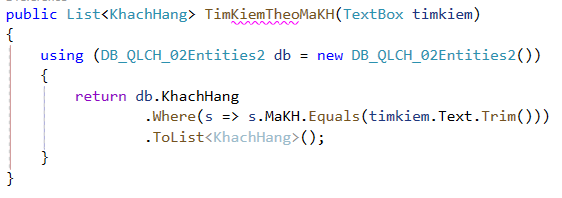 public List<KhachHang> TimKiemTheoMaKH(TextBox timkiem)
{
using (DB_QLCH_02Entities2 db = new DB_QLCH_02Entities2())
{
return db.KhachHang
.Where(s => s.MaKH.Equals(timkiem.Text.Trim()))
.ToList<KhachHang>();
}
}